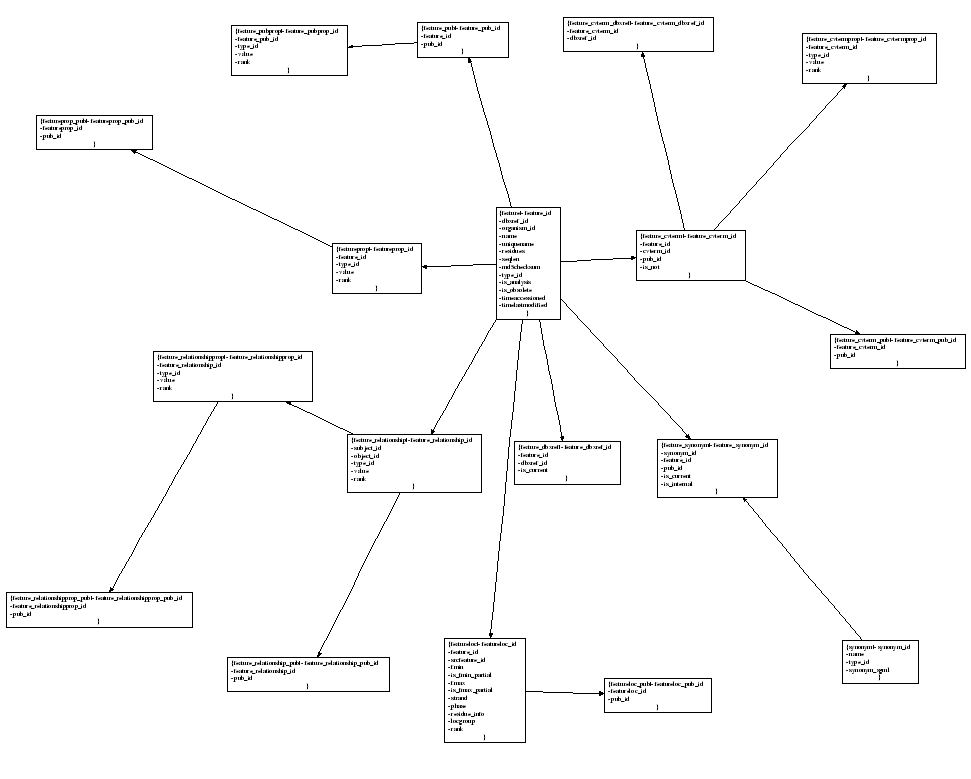 {feature_pubprop|- feature_pubprop_id
- feature_pub_id
- type_id
- value
- rank
}
{feature_pub|- feature_pub_id
- feature_id
- pub_id
}
{feature_cvterm_dbxref|- feature_cvterm_dbxref_id
- feature_cvterm_id
- dbxref_id
}
{feature_cvtermprop|- feature_cvtermprop_id
- feature_cvterm_id
- type_id
- value
- rank
}
{featureprop_pub|- featureprop_pub_id
- featureprop_id
- pub_id
}
{feature|- feature_id
- dbxref_id
- organism_id
- name
- uniquename
- residues
- seqlen
- md5checksum
- type_id
- is_analysis
- is_obsolete
- timeaccessioned
- timelastmodified
}
{feature_cvterm|- feature_cvterm_id
- feature_id
- cvterm_id
- pub_id
- is_not
}
{featureprop|- featureprop_id
- feature_id
- type_id
- value
- rank
}
{feature_cvterm_pub|- feature_cvterm_pub_id
- feature_cvterm_id
- pub_id
}
{feature_relationshipprop|- feature_relationshipprop_id
- feature_relationship_id
- type_id
- value
- rank
}
{feature_relationship|- feature_relationship_id
- subject_id
- object_id
- type_id
- value
- rank
}
{feature_dbxref|- feature_dbxref_id
- feature_id
- dbxref_id
- is_current
}
{feature_synonym|- feature_synonym_id
- synonym_id
- feature_id
- pub_id
- is_current
- is_internal
}
{feature_relationshipprop_pub|- feature_relationshipprop_pub_id
- feature_relationshipprop_id
- pub_id
}
{feature_relationship_pub|- feature_relationship_pub_id
- feature_relationship_id
- pub_id
}
{featureloc|- featureloc_id
- feature_id
- srcfeature_id
- fmin
- is_fmin_partial
- fmax
- is_fmax_partial
- strand
- phase
- residue_info
- locgroup
- rank
}
{featureloc_pub|- featureloc_pub_id
- featureloc_id
- pub_id
}
{synonym|- synonym_id
- name
- type_id
- synonym_sgml
}